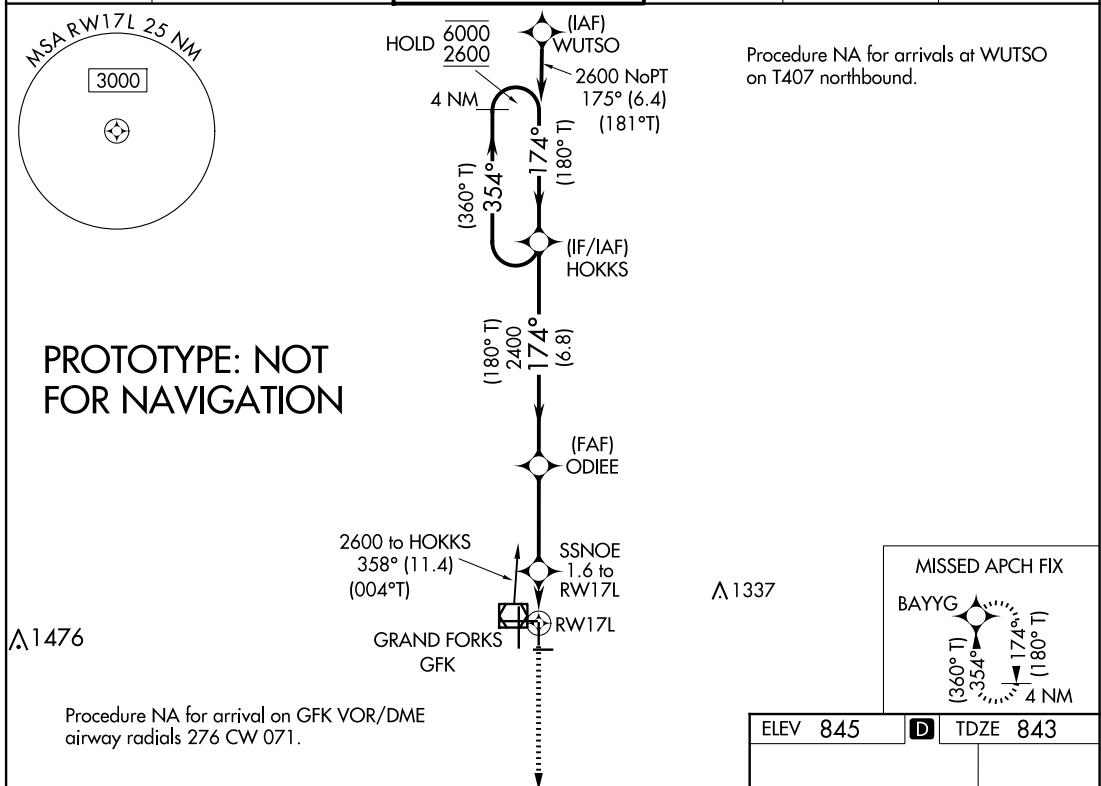 MSA RW17L 25 NM
3000
HOLD 6000
2600
(IAF)
WUTSO
2600 NoPT
175° (6.4)
(181°T)
Procedure NA for arrivals at WUTSO
on T407 northbound.
4 NM
(360° T)
354°
174°
(180° T)
(IF/IAF)
HOKKS
PROTOTYPE: NOT
FOR NAVIGATION
(180° T)
2400
174°
(6.8)
(FAF)
ODIEE
2600 to HOKKS
358° (11.4)
(004°T)
SSNOE
1.6 to
RW17L
RW17L
1337
1476
GRAND FORKS
GFK
Procedure NA for arrival on GFK VOR/DME
airway radials 276 CW 071.
MISSED APCH FIX
BAYYG
(360° T)
354°
174°
(180° T)
4 NM
ELEV 845
D
TDZE 843